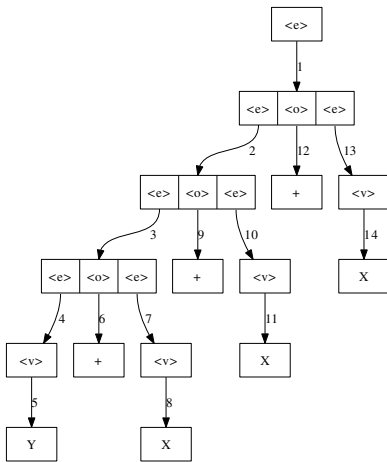 <e>
1
<e> <o> <e>
2 12 13
<e> <o> <e> + <v>
3 9 10 14
<e> <o> <e> + <v> X
4 6 7 11
<v> + <v> X
5 8
Y X